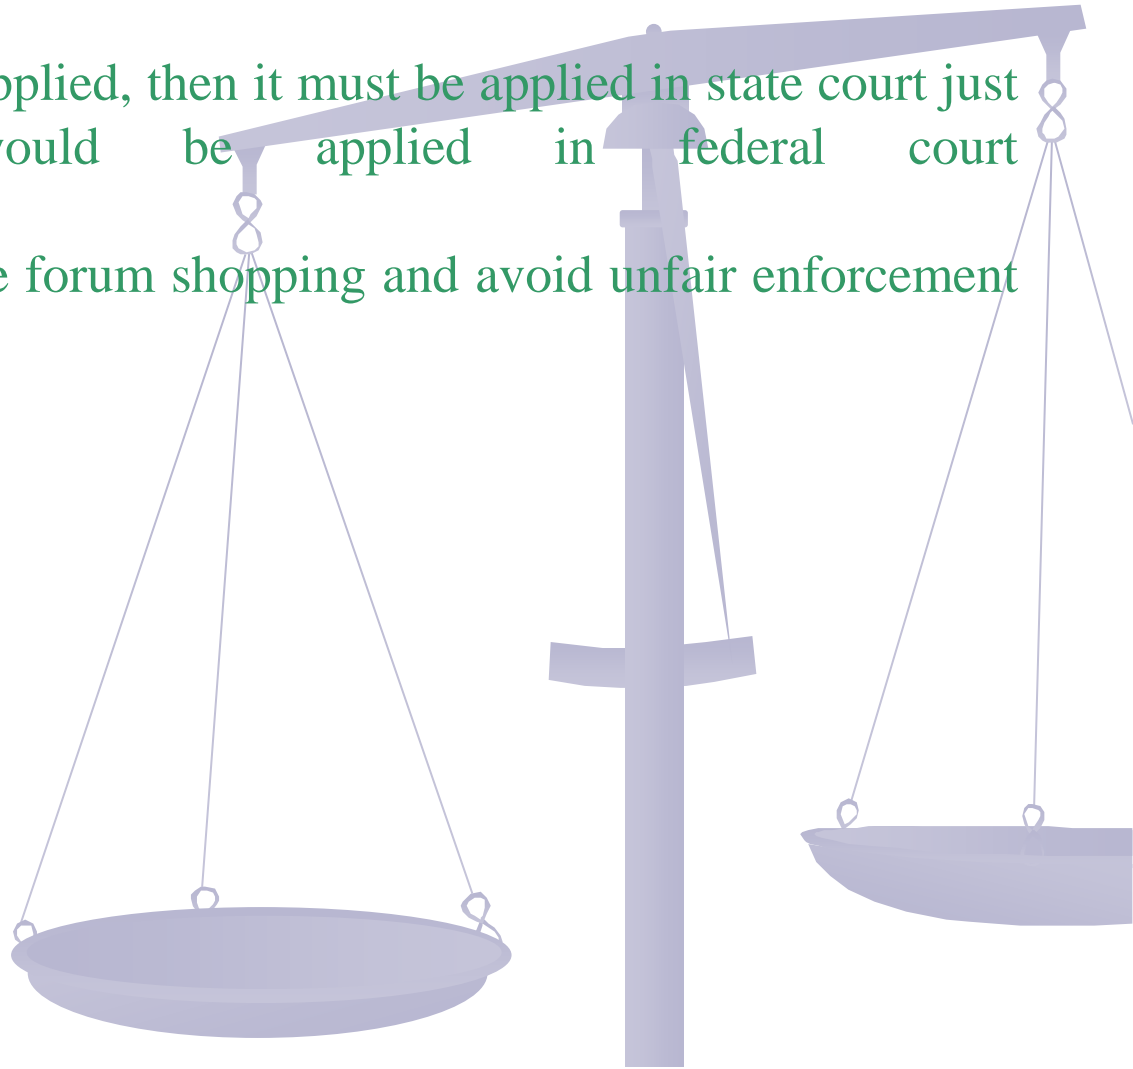 pplied, then it must be applied in state court just
ould be applied in federal court
e forum shopping and avoid unfair enforcement